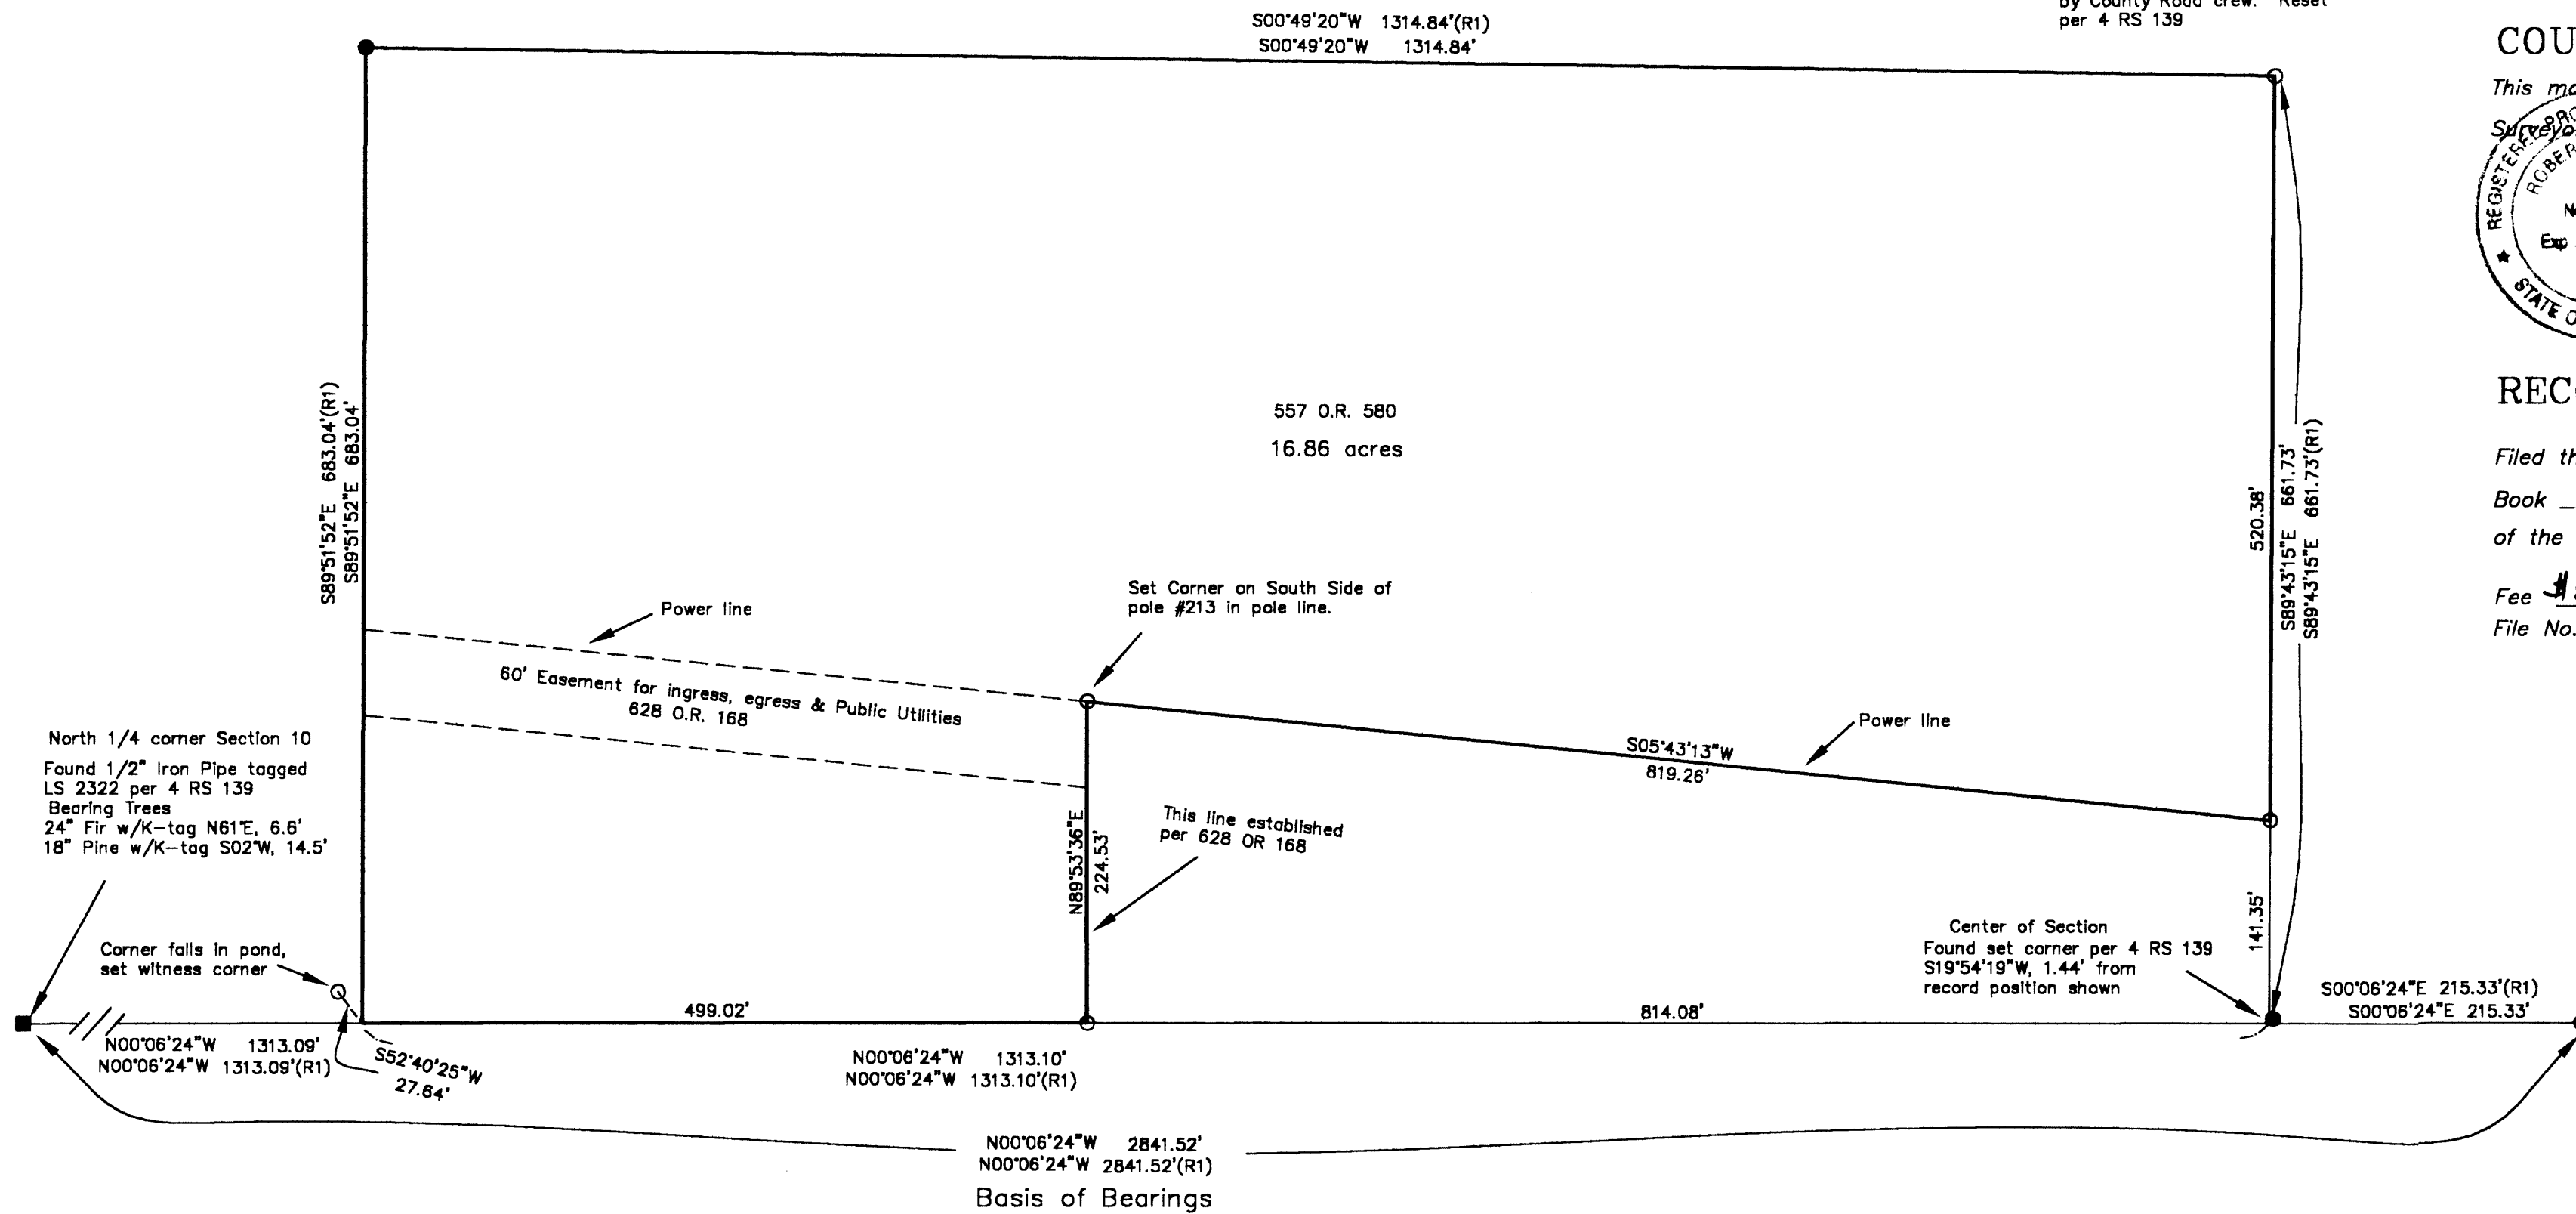 S00°49'20"W 1314.84'(R1)
S00°49'20"W 1314.84'
by County Road crew. Reset
per 4 RS 139
S89°51'52"E 683.04'(R1)
S89°51'52"E 683.04'
557 O.R. 580
16.86 acres
520.38'
S89°43'15"E 661.73'
S89°43'15"E 661.73'(R1)
Power line
Set Corner on South Side of
pole #213 in pole line.
60' Easement for ingress, egress & Public Utilities
628 O.R. 168
Power line
S05°43'13"W
819.26'
North 1/4 corner Section 10
Found 1/2" Iron Pipe tagged
LS 2322 per 4 RS 139
Bearing Trees
24" Fir w/K-tag N61°E, 6.6'
18" Pine w/K-tag S02°W, 14.5'
N89°53'36"E
224.53'
This line established
per 628 OR 168
Corner falls in pond,
set witness corner
Center of Section
Found set corner per 4 RS 139
S19°54'19"W, 1.44' from
record position shown
141.35'
499.02'
814.08'
S00°06'24"E 215.33'(R1)
S00°06'24"E 215.33'
N00°06'24"W 1313.09'
N00°06'24"W 1313.09'(R1)
S52°40'25"W
27.64'
N00°06'24"W 1313.10'
N00°06'24"W 1313.10'(R1)
N00°06'24"W 2841.52'
N00°06'24"W 2841.52'(R1)
Basis of Bearings
COU
This ma
Surveyo
REGISTERED PRO
ROBER
Exp
STATE O
REC
Filed th
Book
of the
Fee
File No.